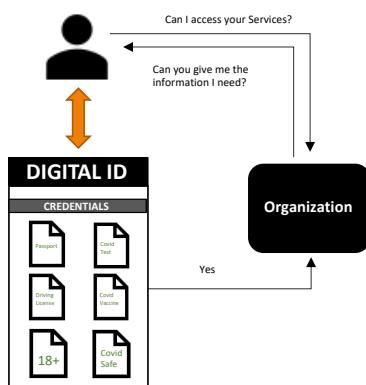 Can I access your Services?
Can you give me the
information I need?
DIGITAL ID
CREDENTIALS
Passport
Covid
Test
Driving
License
Covid
Vaccine
18+
Covid
Safe
Organization
Yes